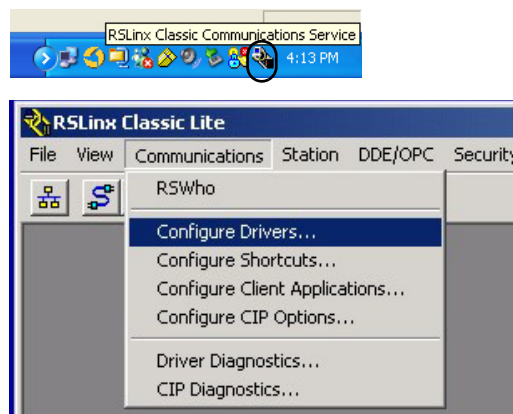 RSLinx Classic Communications Service
4:13 PM
RSLinx Classic Lite
File View Communications Station DDE/OPC Security
RSWho
Configure Drivers...
Configure Shortcuts...
Configure Client Applications...
Configure CIP Options...
Driver Diagnostics...
CIP Diagnostics...